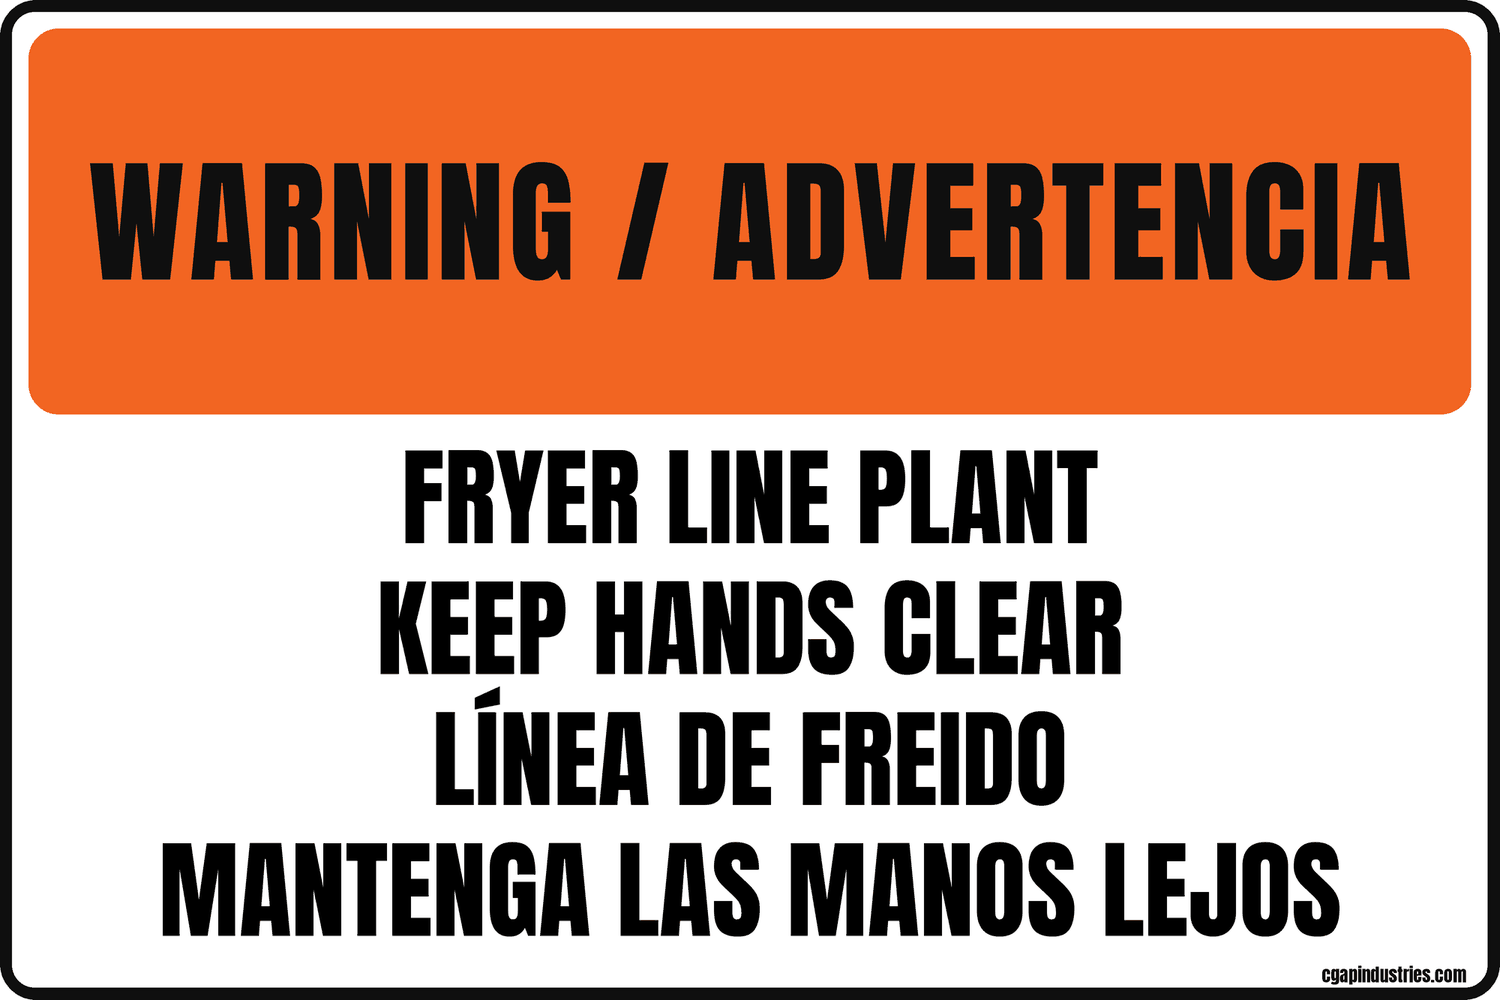 WARNING / ADVERTENCIA
FRYER LINE PLANT
KEEP HANDS CLEAR
LÍNEA DE FREIDO
MANTENGA LAS MANOS LEJOS
cgapindustries.com